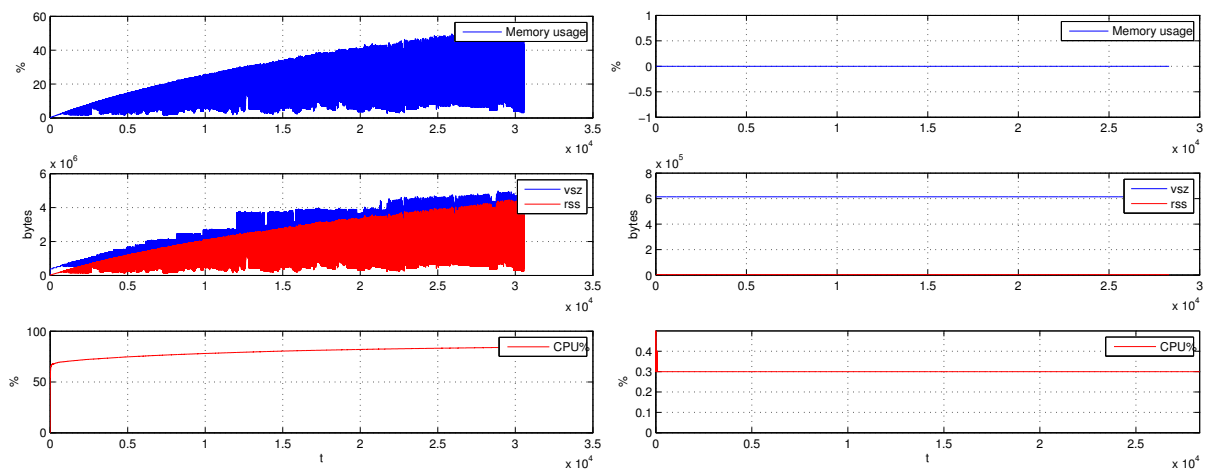 60
40
20
0
%
Memory usage
0 0.5 1 1.5 2 2.5 3 3.5
x 10^4
x 10^6
6
4
2
0
bytes
vsz
rss
0 0.5 1 1.5 2 2.5 3 3.5
x 10^4
100
50
0
%
CPU%
0 0.5 1 1.5 2 2.5 3 3.5
t
x 10^4
1
0.5
0
−0.5
−1
%
Memory usage
0 0.5 1 1.5 2 2.5 3
x 10^4
x 10^5
8
6
4
2
0
bytes
vsz
rss
0 0.5 1 1.5 2 2.5 3
x 10^4
0.4
0.3
0.2
0.1
0
%
CPU%
0 0.5 1 1.5 2 2.5
t
x 10^4